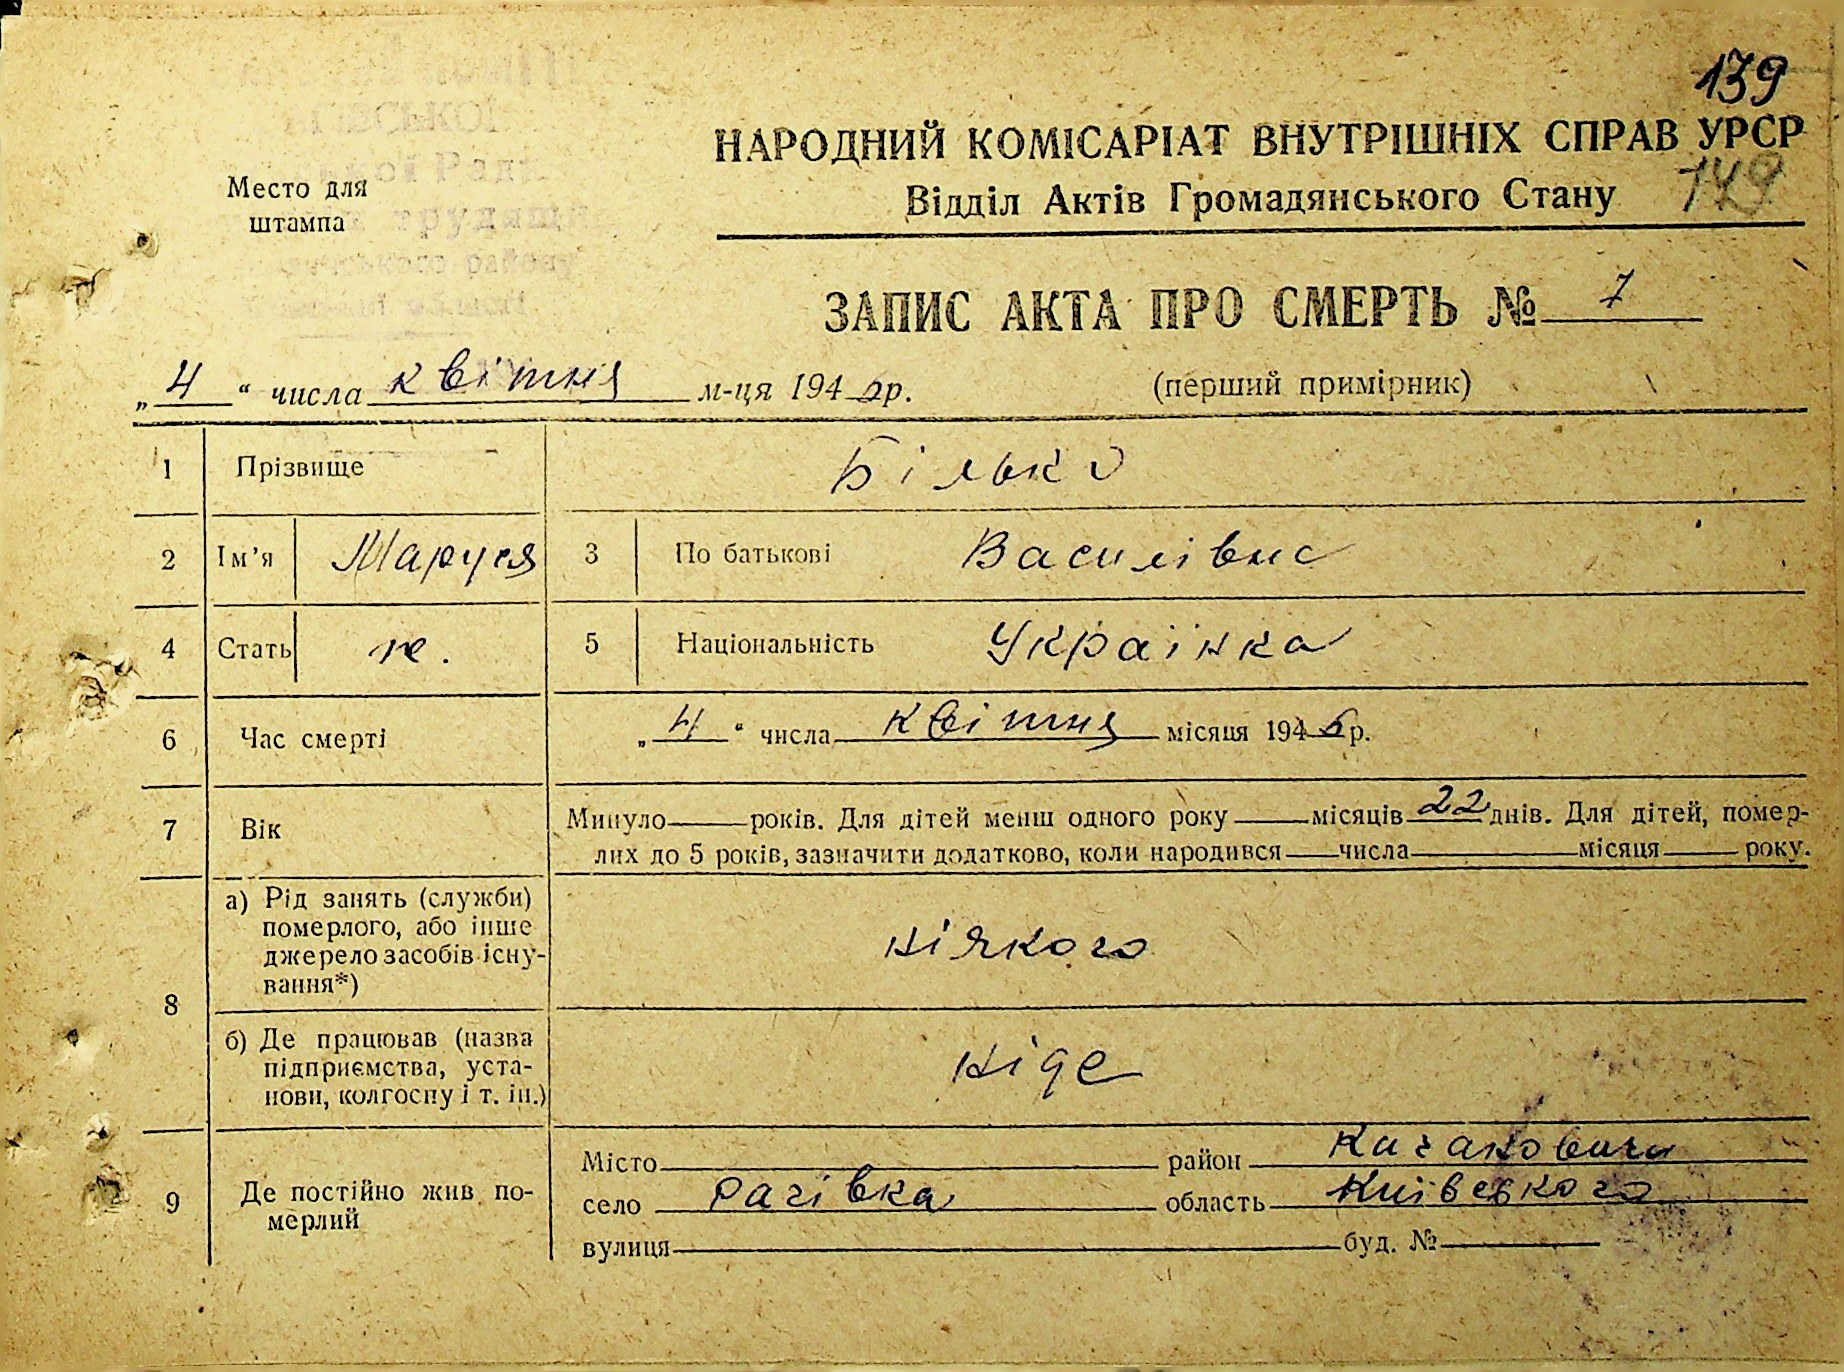 139
НАРОДНИЙ КОМІСАРІАТ ВНУТРІШНІХ СПРАВ УРСР
Відділ Актів Громадянського Стану 149
Место для
штампа
ЗАПИС АКТА ПРО СМЕРТЬ № 7
„4“ числа квітня м-ця 1946р. (перший примірник)
1 Прізвище Білько
2 Ім'я Маруся 3 По батькові Василівна
4 Стать ж. 5 Національність Українка
6 Час смерті „4“ числа квітня місяця 1946р.
7 Вік Минуло років. Для дітей менш одного року місяців 22 днів. Для дітей, помер-
лих до 5 років, зазначити додатково, коли народився числа місяця року.
8 а) Рід занять (служби)
померлого, або інше
джерело засобів існу-
вання*)
ніякого
б) Де працював (назва
підприємства, уста-
нови, колгоспу і т. ін.)
ніде
9 Де постійно жив по-
мерлий
Місто район Кагановича
село Рагівка область Київського
вулиця буд. №